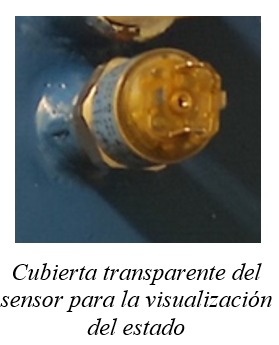 Cubierta transparente del
sensor para la visualización
del estado